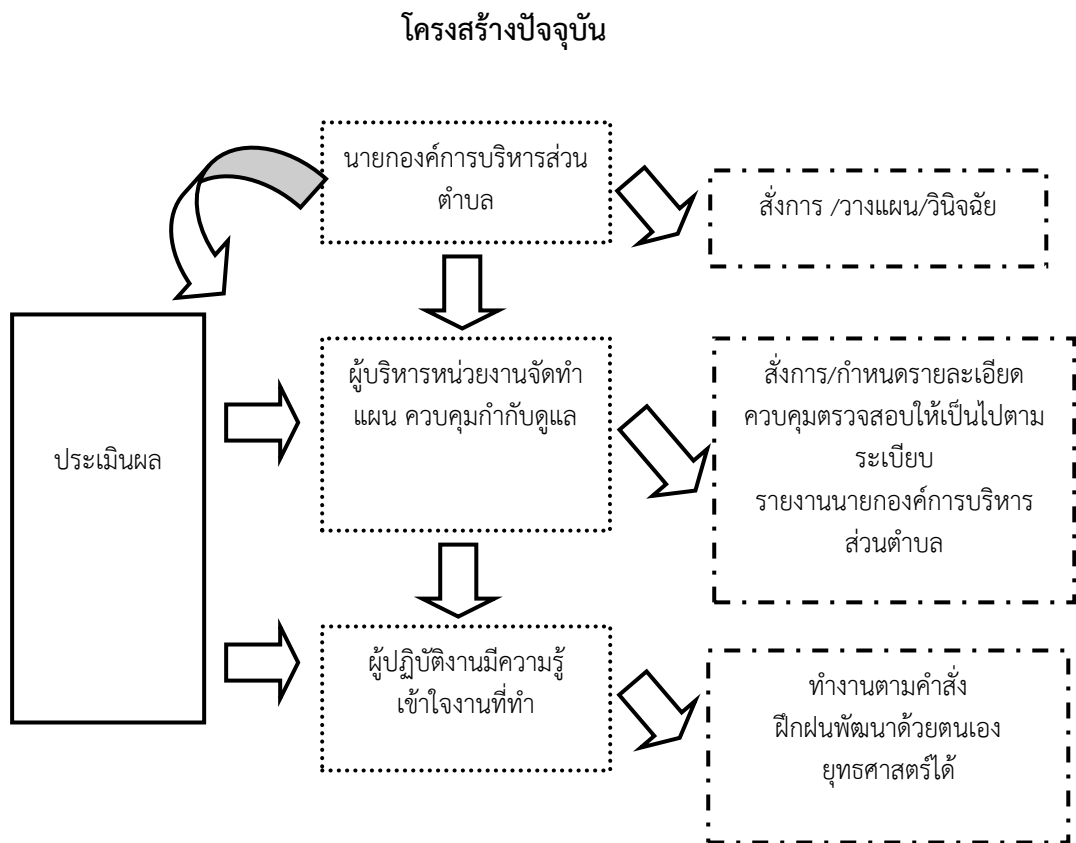 โครงสร้างปัจจุบัน
นายกองค์การบริหารส่วน
ตำบล
สั่งการ /วางแผน/วินิจฉัย
ผู้บริหารหน่วยงานจัดทำ
แผน ควบคุมกำกับดูแล
สั่งการ/กำหนดรายละเอียด
ควบคุมตรวจสอบให้เป็นไปตาม
ระเบียบ
รายงานนายกองค์การบริหาร
ส่วนตำบล
ประเมินผล
ผู้ปฏิบัติงานมีความรู้
เข้าใจงานที่ทำ
ทำงานตามคำสั่ง
ฝึกฝนพัฒนาด้วยตนเอง
ยุทธศาสตร์ได้